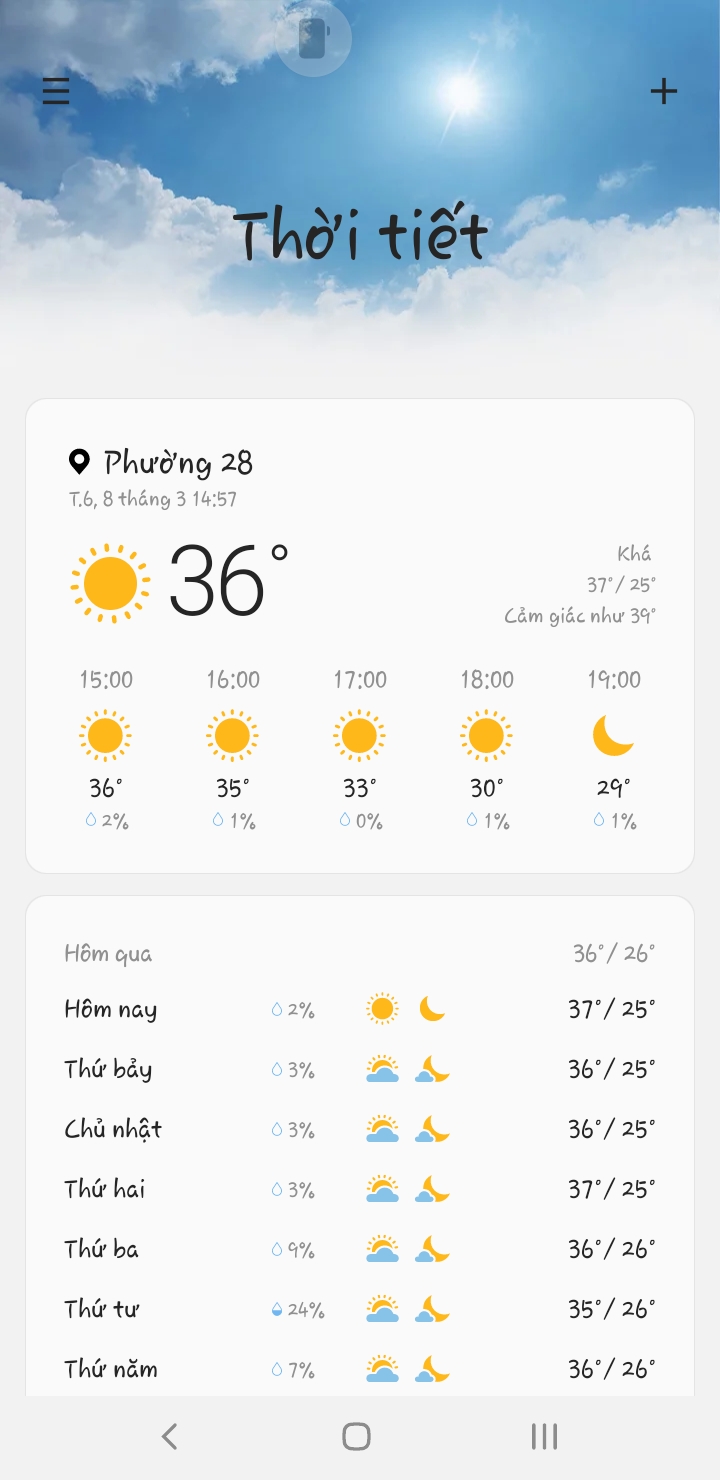 Thời tiết
Phường 28
T.6, 8 tháng 3 14:57
36°
Khá
37°/ 25°
Cảm giác như 39°
15:00 16:00 17:00 18:00 19:00
36° 35° 33° 30° 29°
2% 1% 0% 1% 1%
Hôm qua 36°/ 26°
Hôm nay 2% 37°/ 25°
Thứ bảy 3% 36°/ 25°
Chủ nhật 3% 36°/ 25°
Thứ hai 3% 37°/ 25°
Thứ ba 9% 36°/ 26°
Thứ tư 24% 35°/ 26°
Thứ năm 7% 36°/ 26°